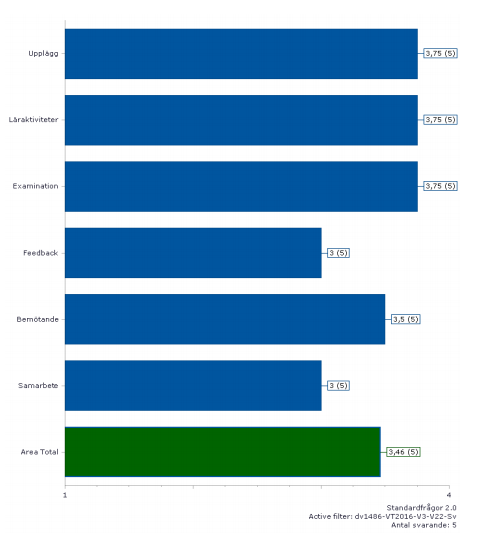 Upplägg 3,75 (5)
Läraktiviteter 3,75 (5)
Examination 3,75 (5)
Feedback 3 (5)
Bemötande 3,5 (5)
Samarbete 3 (5)
Area Total 3,46 (5)
1 4
Standardfrågor 2.0
Active filter: dv1486-VT2016-V3-V22-Sv
Antal svarande: 5